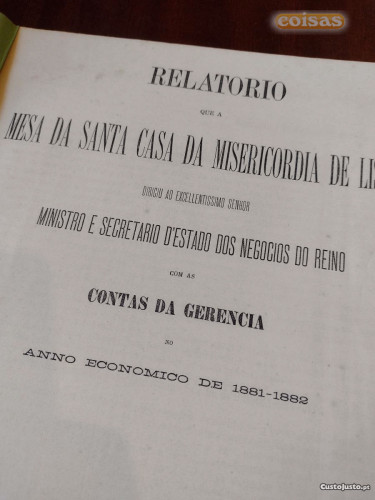 coisas
RELATORIO
QUE A
MESA DA SANTA CASA DA MISERICORDIA DE LIS
DIRIGIU AO EXCELLENTISSIMO SENHOR
MINISTRO E SECRETARIO D'ESTADO DOS NEGOCIOS DO REINO
COM AS
CONTAS DA GERENCIA
NO
ANNO ECONOMICO DE 1881-1882
CustoJusto.pt